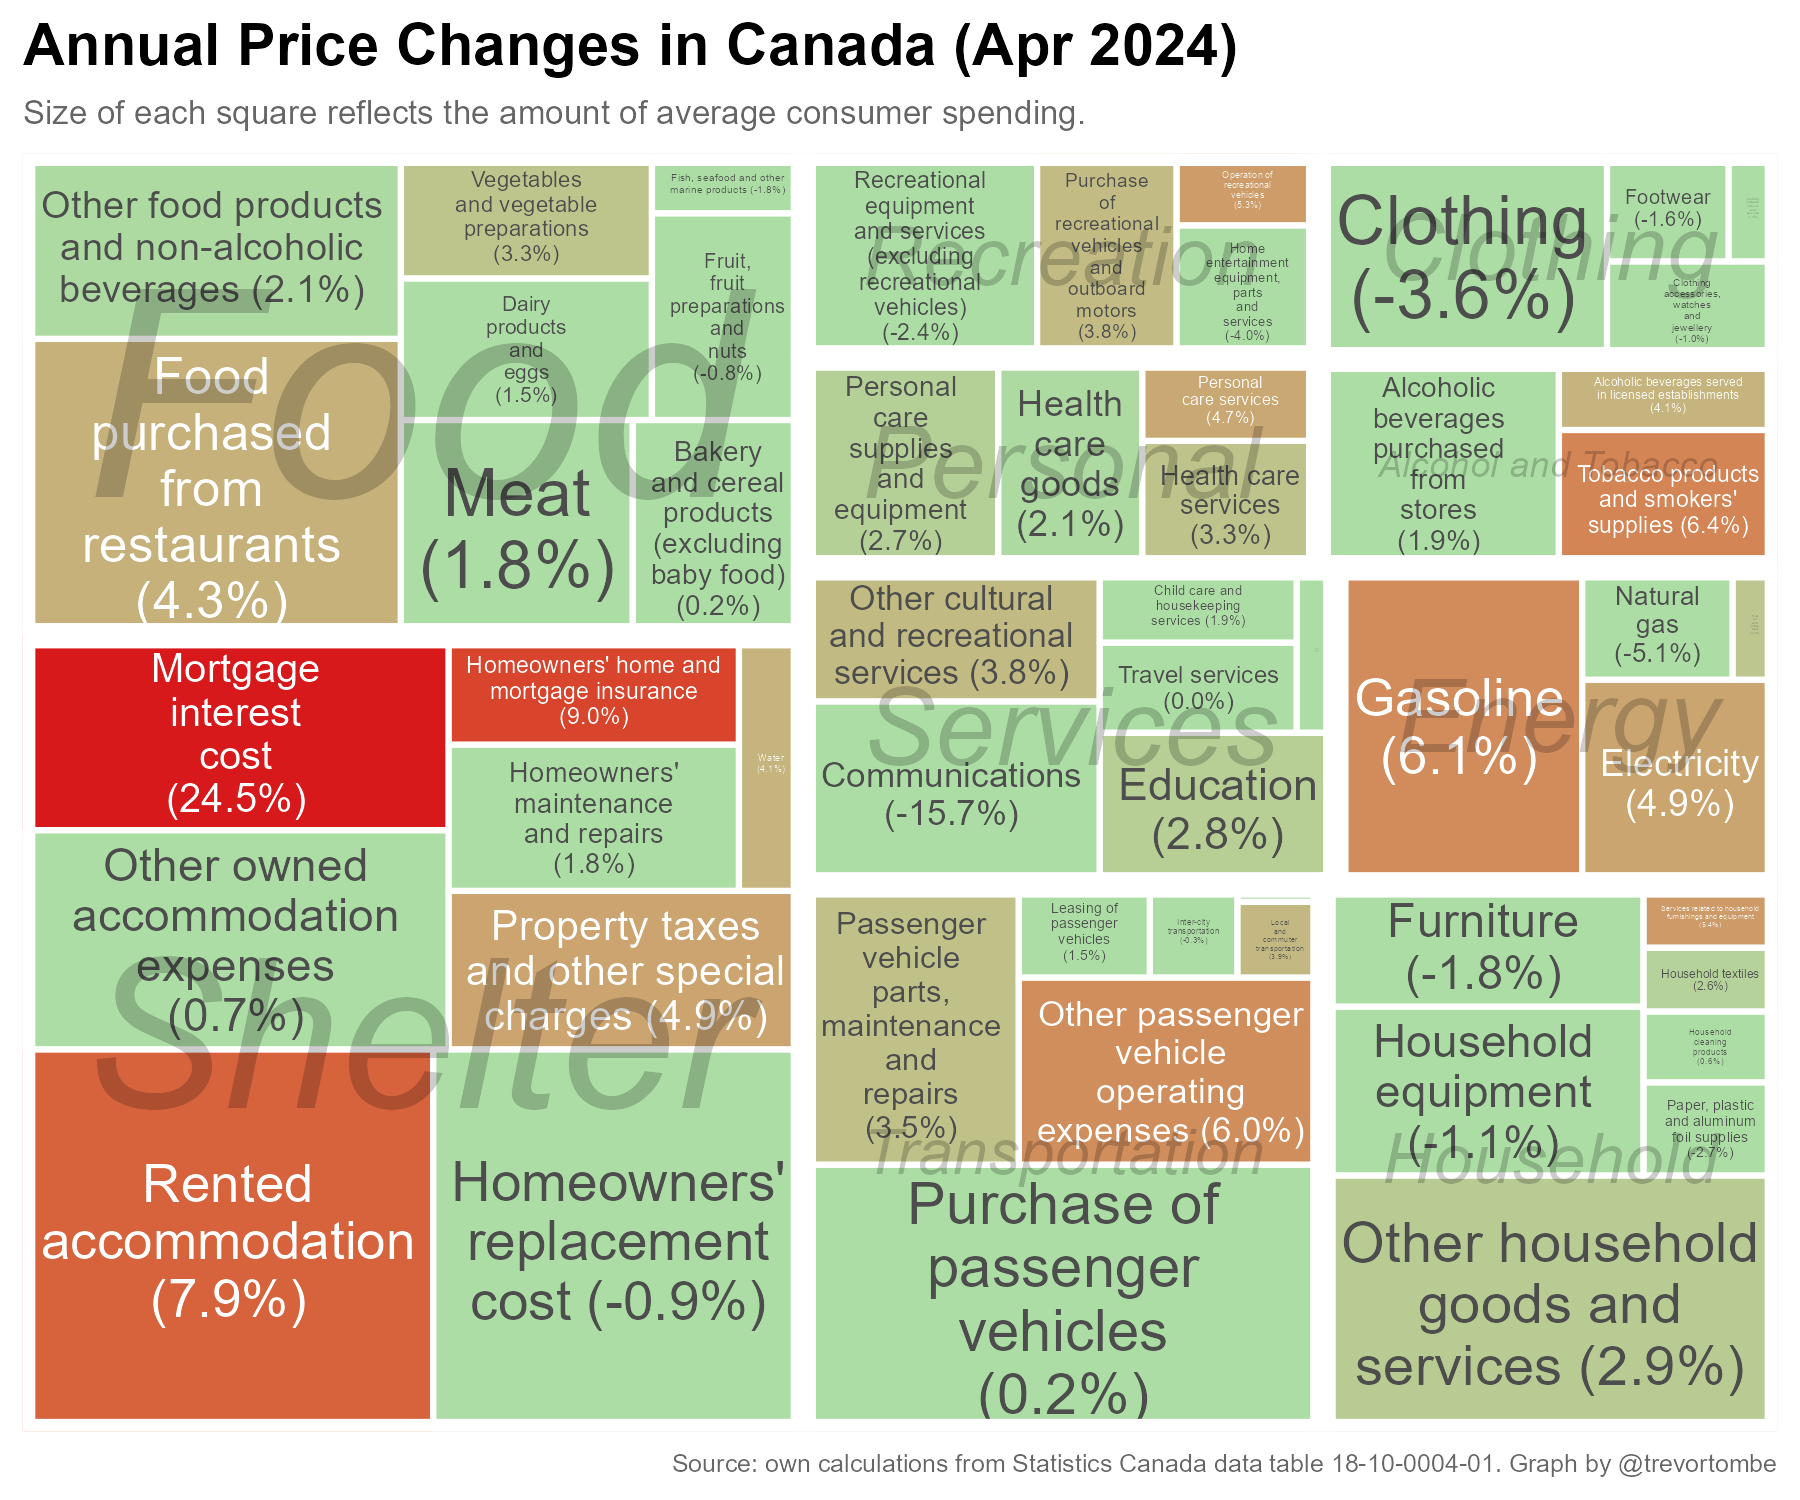 Annual Price Changes in Canada (Apr 2024)
Size of each square reflects the amount of average consumer spending.
Food
Other food products
and non-alcoholic
beverages (2.1%)
Vegetables
and vegetable
preparations
(3.3%)
Fish, seafood and other
marine products (-1.8%)
Dairy
products
and
eggs
(1.5%)
Fruit,
fruit
preparations
and
nuts
(-0.8%)
Food
purchased
from
restaurants
(4.3%)
Meat
(1.8%)
Bakery
and cereal
products
(excluding
baby food)
(0.2%)
Recreation
Recreational
equipment
and services
(excluding
recreational
vehicles)
(-2.4%)
Purchase
of
recreational
vehicles
and
outboard
motors
(3.8%)
Operation of
recreational
vehicles
(5.3%)
Home
entertainment
equipment,
parts
and
services
(-4.0%)
Clothing
Clothing
(-3.6%)
Footwear
(-1.6%)
Clothing
accessories,
watches
and
jewellery
(-1.0%)
Personal
Personal
care
supplies
and
equipment
(2.7%)
Health
care
goods
(2.1%)
Personal
care services
(4.7%)
Health care
services
(3.3%)
Alcohol and Tobacco
Alcoholic
beverages
purchased
from
stores
(1.9%)
Alcoholic beverages served
in licensed establishments
(4.1%)
Tobacco products
and smokers'
supplies (6.4%)
Shelter
Mortgage
interest
cost
(24.5%)
Homeowners' home and
mortgage insurance
(9.0%)
Water
(4.1%)
Homeowners'
maintenance
and repairs
(1.8%)
Other owned
accommodation
expenses
(0.7%)
Property taxes
and other special
charges (4.9%)
Rented
accommodation
(7.9%)
Homeowners'
replacement
cost (-0.9%)
Services
Other cultural
and recreational
services (3.8%)
Child care and
housekeeping
services (1.9%)
Travel services
(0.0%)
Communications
(-15.7%)
Education
(2.8%)
Energy
Gasoline
(6.1%)
Natural
gas
(-5.1%)
Electricity
(4.9%)
Transportation
Passenger
vehicle
parts,
maintenance
and
repairs
(3.5%)
Leasing of
passenger
vehicles
(1.5%)
Inter-city
transportation
(-0.3%)
Local
and
commuter
transportation
(3.9%)
Other passenger
vehicle
operating
expenses (6.0%)
Purchase of
passenger
vehicles
(0.2%)
Household
Furniture
(-1.8%)
Services related to household
furnishings and equipment
(5.4%)
Household textiles
(2.6%)
Household
equipment
(-1.1%)
Household
cleaning
products
(0.6%)
Paper, plastic
and aluminum
foil supplies
(-2.7%)
Other household
goods and
services (2.9%)
Source: own calculations from Statistics Canada data table 18-10-0004-01. Graph by @trevortombe